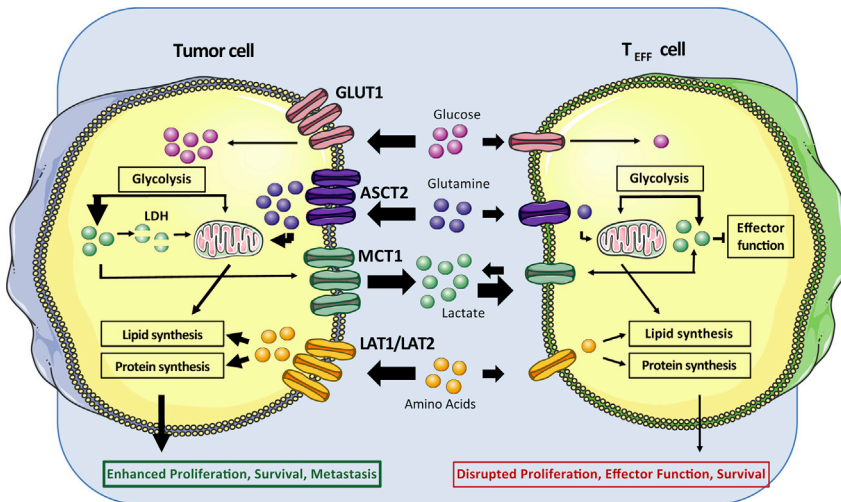 Tumor cell
T EFF cell
GLUT1
Glucose
Glycolysis
Glycolysis
ASCT2
Glutamine
LDH
Effector
function
MCT1
Lactate
Lipid synthesis
Lipid synthesis
LAT1/LAT2
Protein synthesis
Protein synthesis
Amino Acids
Enhanced Proliferation, Survival, Metastasis
Disrupted Proliferation, Effector Function, Survival